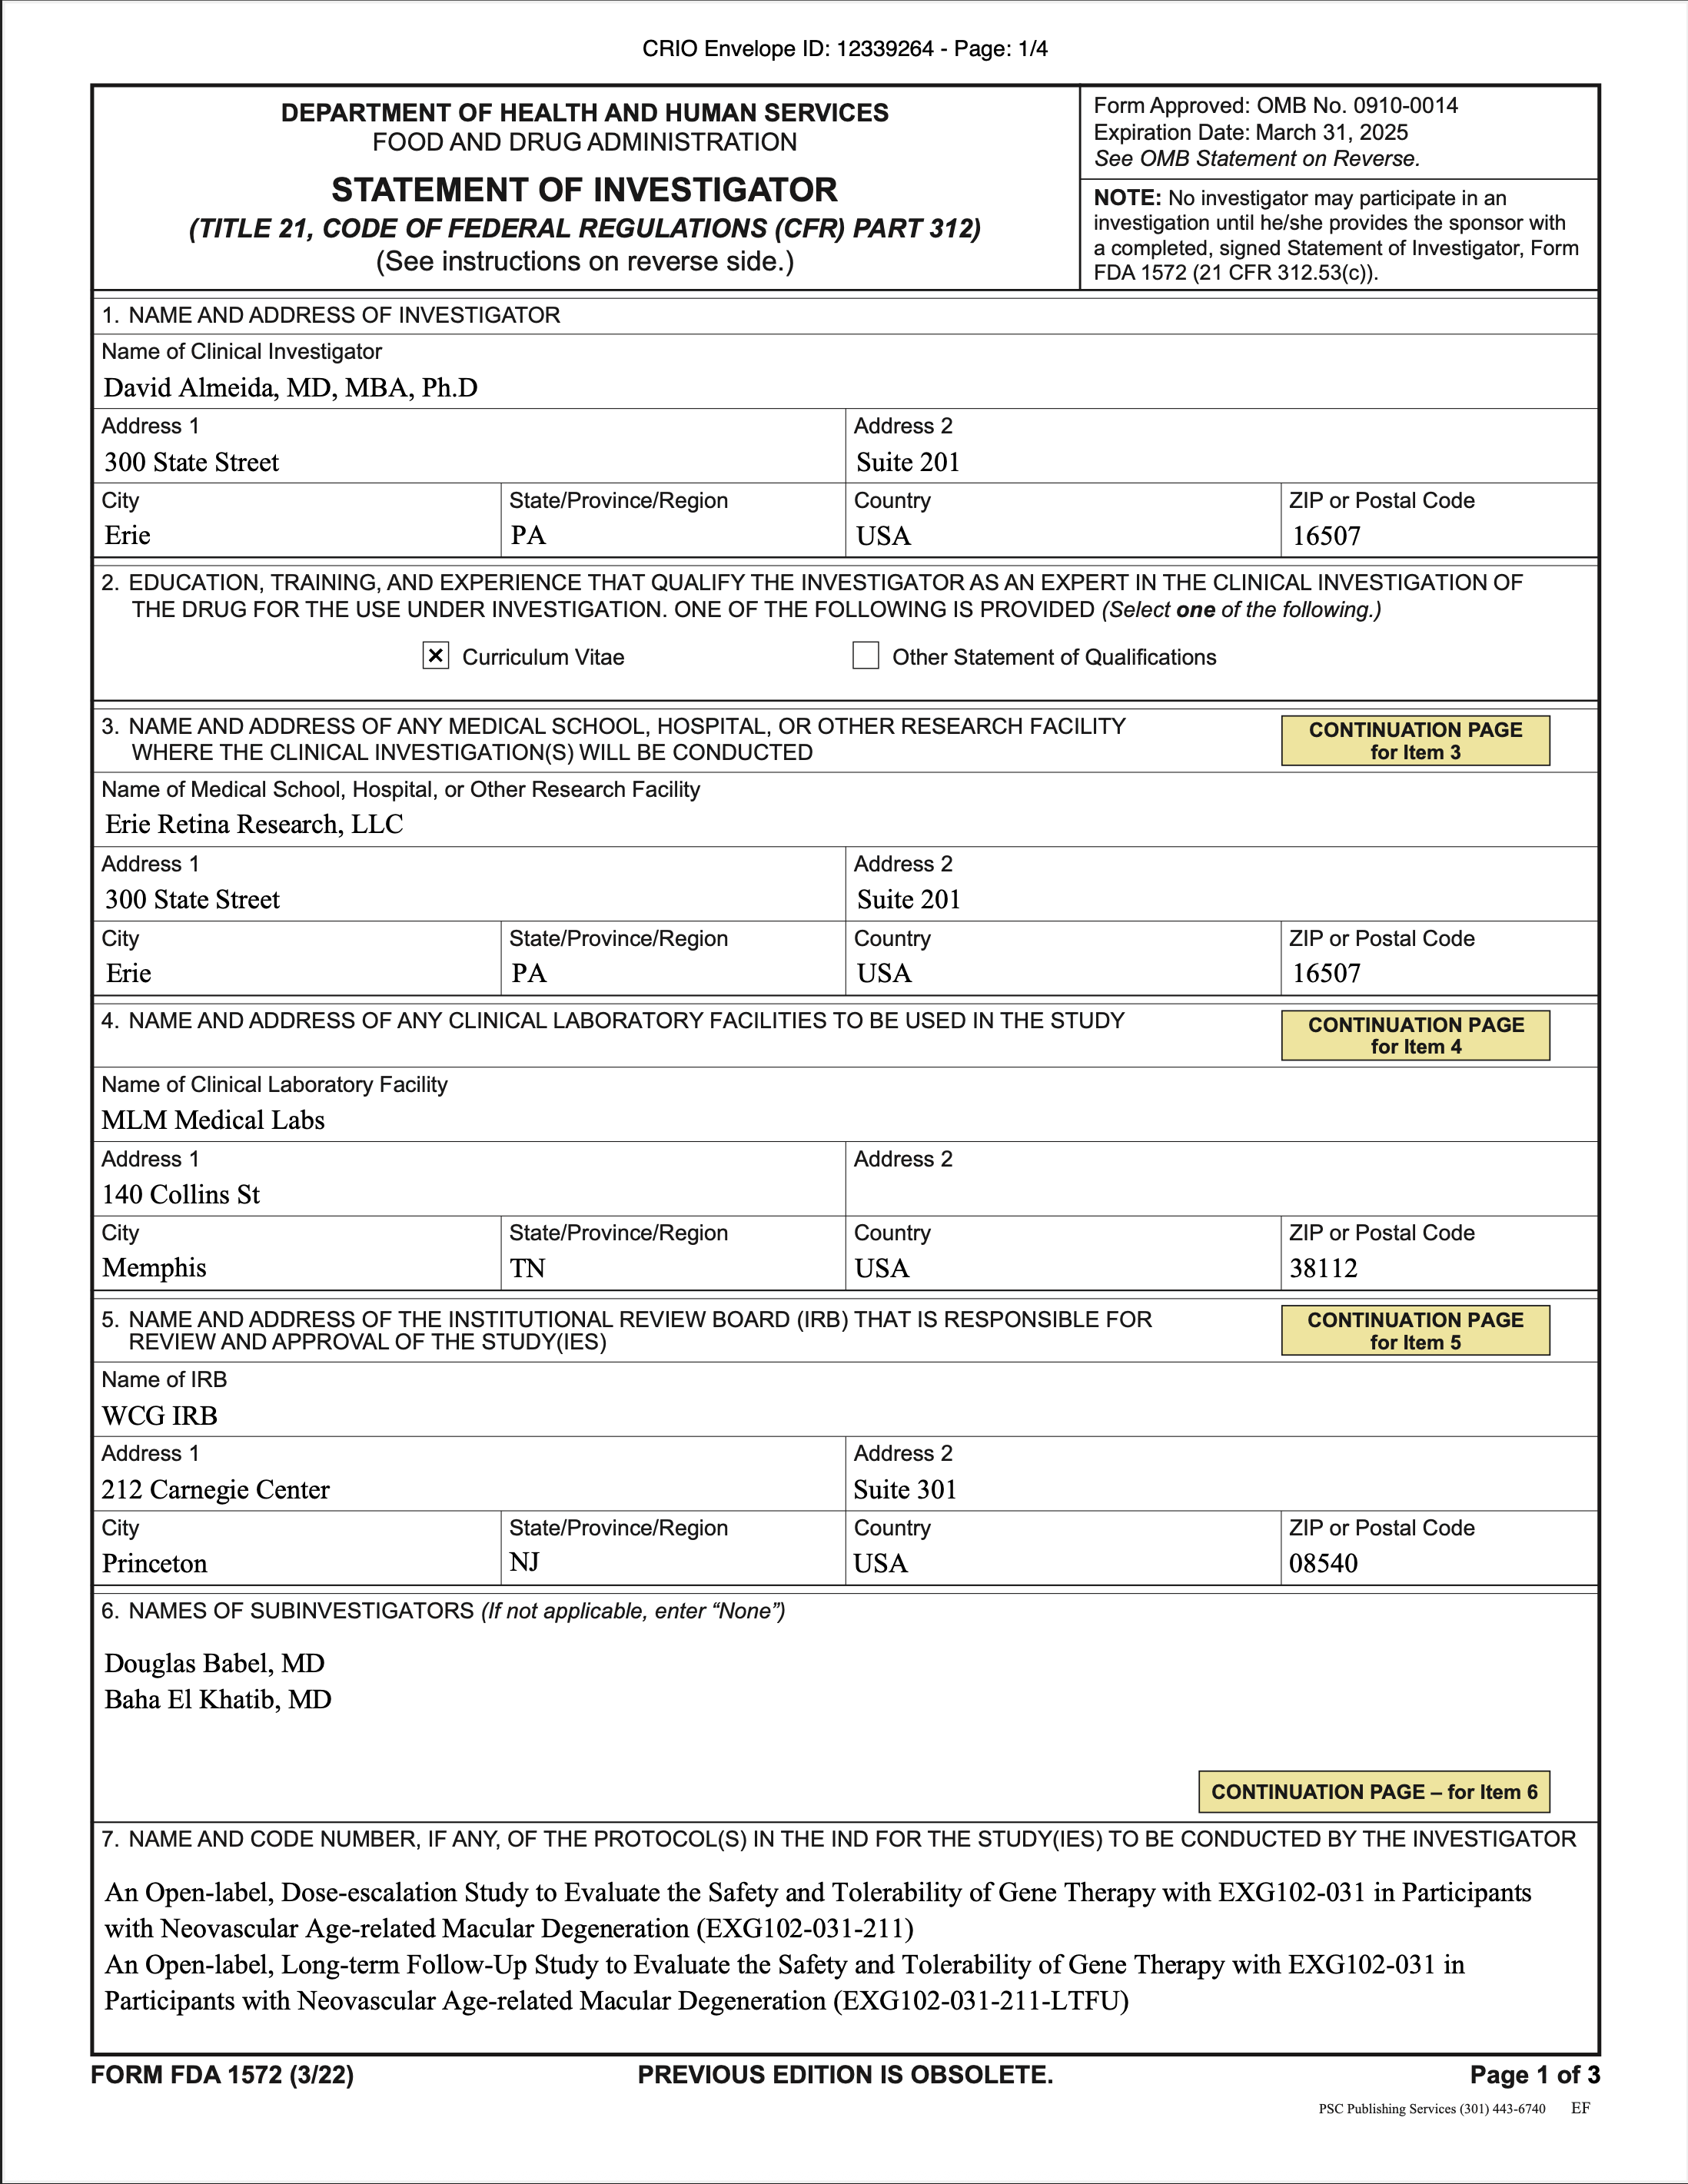 CRIO Envelope ID: 12339264 - Page: 1/4
DEPARTMENT OF HEALTH AND HUMAN SERVICES
FOOD AND DRUG ADMINISTRATION
STATEMENT OF INVESTIGATOR
(TITLE 21, CODE OF FEDERAL REGULATIONS (CFR) PART 312)
(See instructions on reverse side.)
Form Approved: OMB No. 0910-0014
Expiration Date: March 31, 2025
See OMB Statement on Reverse.
NOTE: No investigator may participate in an
investigation until he/she provides the sponsor with
a completed, signed Statement of Investigator, Form
FDA 1572 (21 CFR 312.53(c)).
1. NAME AND ADDRESS OF INVESTIGATOR
Name of Clinical Investigator
David Almeida, MD, MBA, Ph.D
Address 1
300 State Street
Address 2
Suite 201
City
Erie
State/Province/Region
PA
Country
USA
ZIP or Postal Code
16507
2. EDUCATION, TRAINING, AND EXPERIENCE THAT QUALIFY THE INVESTIGATOR AS AN EXPERT IN THE CLINICAL INVESTIGATION OF
THE DRUG FOR THE USE UNDER INVESTIGATION. ONE OF THE FOLLOWING IS PROVIDED (Select one of the following.)
☒ Curriculum Vitae
☐ Other Statement of Qualifications
3. NAME AND ADDRESS OF ANY MEDICAL SCHOOL, HOSPITAL, OR OTHER RESEARCH FACILITY
WHERE THE CLINICAL INVESTIGATION(S) WILL BE CONDUCTED
CONTINUATION PAGE
for Item 3
Name of Medical School, Hospital, or Other Research Facility
Erie Retina Research, LLC
Address 1
300 State Street
Address 2
Suite 201
City
Erie
State/Province/Region
PA
Country
USA
ZIP or Postal Code
16507
4. NAME AND ADDRESS OF ANY CLINICAL LABORATORY FACILITIES TO BE USED IN THE STUDY
CONTINUATION PAGE
for Item 4
Name of Clinical Laboratory Facility
MLM Medical Labs
Address 1
140 Collins St
Address 2
City
Memphis
State/Province/Region
TN
Country
USA
ZIP or Postal Code
38112
5. NAME AND ADDRESS OF THE INSTITUTIONAL REVIEW BOARD (IRB) THAT IS RESPONSIBLE FOR
REVIEW AND APPROVAL OF THE STUDY(IES)
CONTINUATION PAGE
for Item 5
Name of IRB
WCG IRB
Address 1
212 Carnegie Center
Address 2
Suite 301
City
Princeton
State/Province/Region
NJ
Country
USA
ZIP or Postal Code
08540
6. NAMES OF SUBINVESTIGATORS (If not applicable, enter “None”)
Douglas Babel, MD
Baha El Khatib, MD
CONTINUATION PAGE – for Item 6
7. NAME AND CODE NUMBER, IF ANY, OF THE PROTOCOL(S) IN THE IND FOR THE STUDY(IES) TO BE CONDUCTED BY THE INVESTIGATOR
An Open-label, Dose-escalation Study to Evaluate the Safety and Tolerability of Gene Therapy with EXG102-031 in Participants
with Neovascular Age-related Macular Degeneration (EXG102-031-211)
An Open-label, Long-term Follow-Up Study to Evaluate the Safety and Tolerability of Gene Therapy with EXG102-031 in
Participants with Neovascular Age-related Macular Degeneration (EXG102-031-211-LTFU)
FORM FDA 1572 (3/22)
PREVIOUS EDITION IS OBSOLETE.
Page 1 of 3
PSC Publishing Services (301) 443-6740 EF